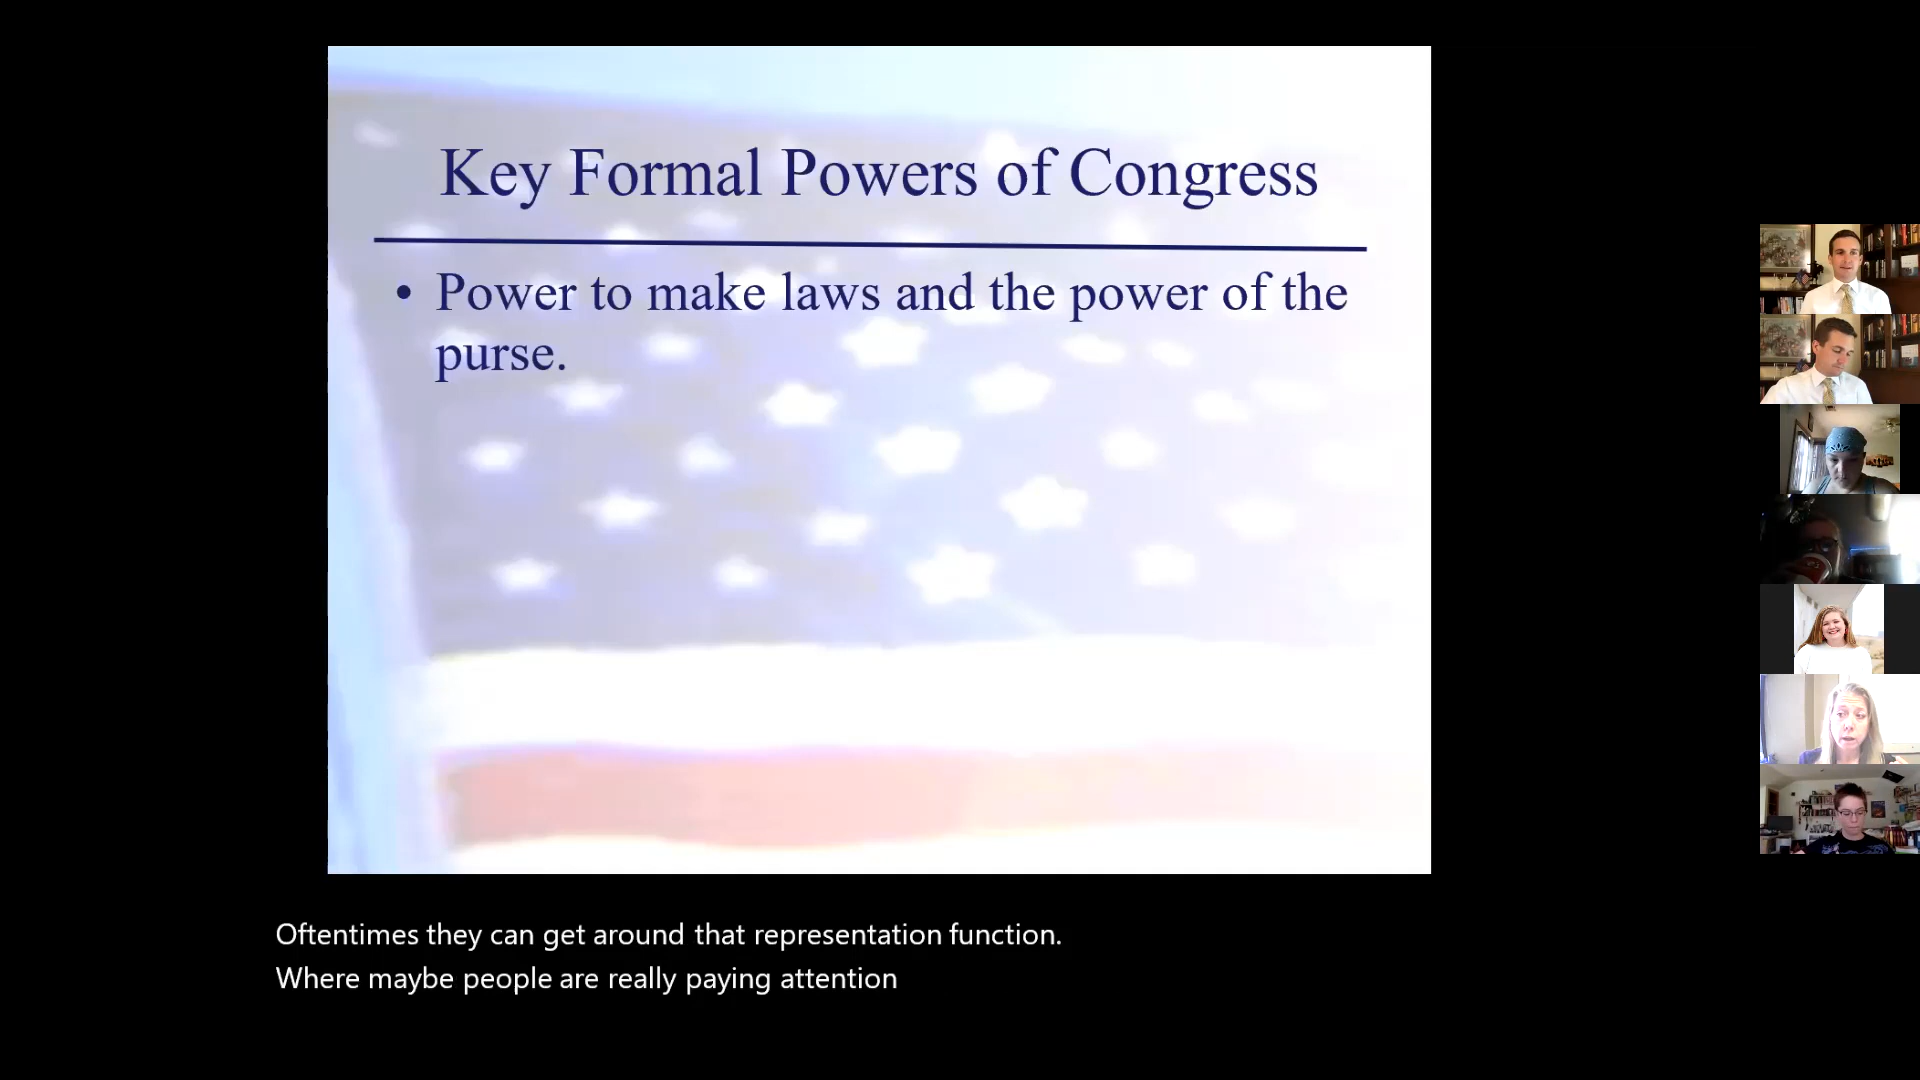 Key Formal Powers of Congress
• Power to make laws and the power of the
purse.
Oftentimes they can get around that representation function.
Where maybe people are really paying attention